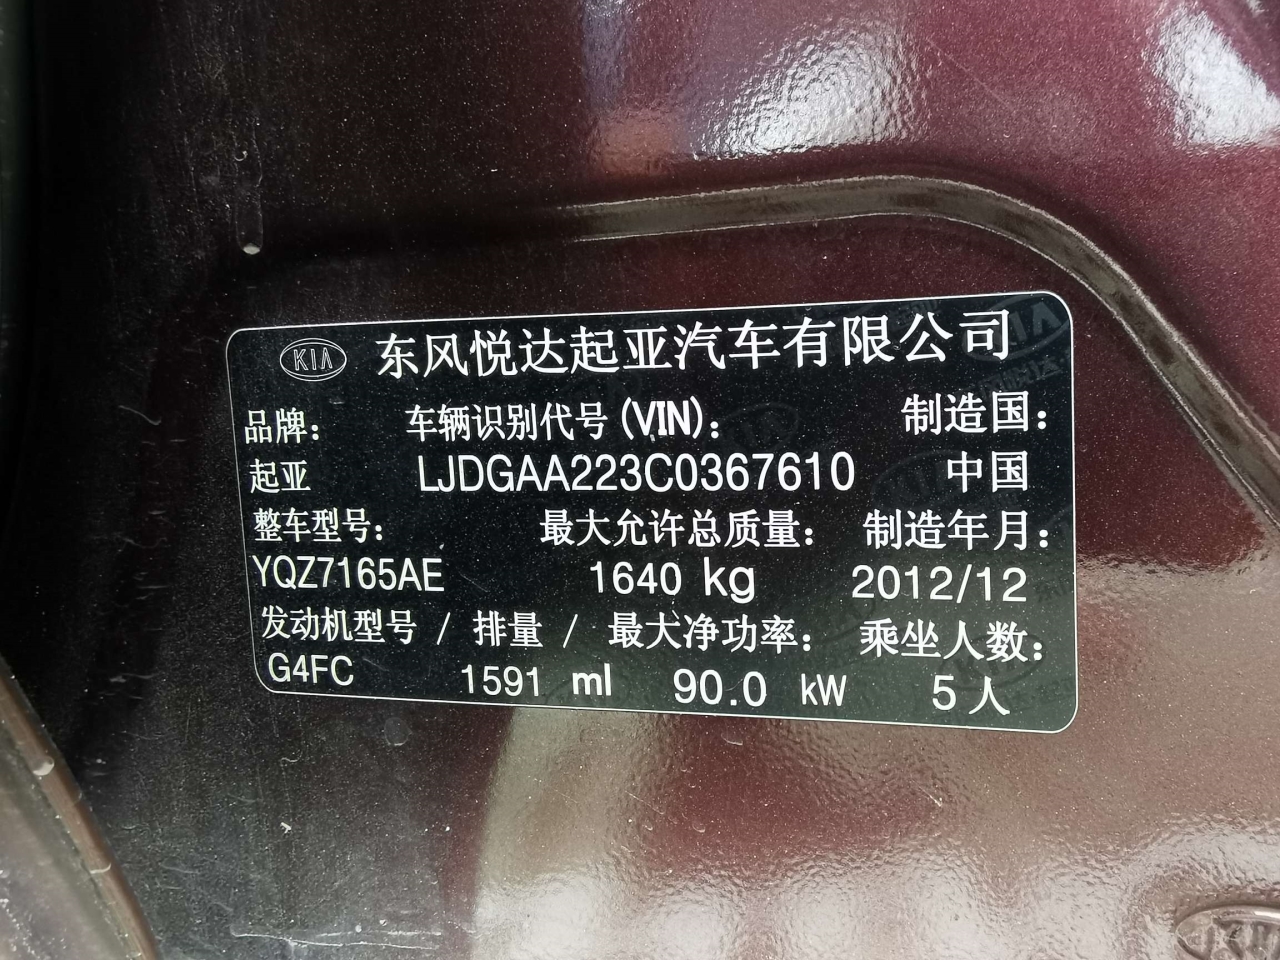 KIA 东风悦达起亚汽车有限公司
品牌： 车辆识别代号(VIN)： 制造国：
起亚 LJDGAA223C0367610 中国
整车型号： 最大允许总质量： 制造年月：
YQZ7165AE 1640 kg 2012/12
发动机型号 / 排量 / 最大净功率： 乘坐人数：
G4FC 1591 ml 90.0 kW 5人